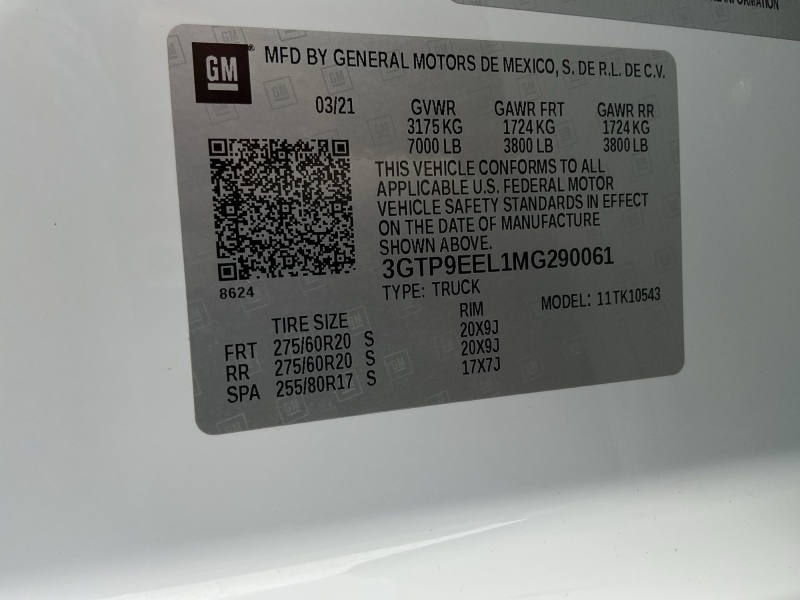 INFORMATION
GM
MFD BY GENERAL MOTORS DE MEXICO, S. DE R.L. DE C.V.
03/21 GVWR GAWR FRT GAWR RR
3175 KG 1724 KG 1724 KG
7000 LB 3800 LB 3800 LB
THIS VEHICLE CONFORMS TO ALL
APPLICABLE U.S. FEDERAL MOTOR
VEHICLE SAFETY STANDARDS IN EFFECT
ON THE DATE OF MANUFACTURE
SHOWN ABOVE.
3GTP9EEL1MG290061
8624
TYPE: TRUCK MODEL: 11TK10543
TIRE SIZE RIM
FRT 275/60R20 S 20X9J
RR 275/60R20 S 20X9J
SPA 255/80R17 S 17X7J